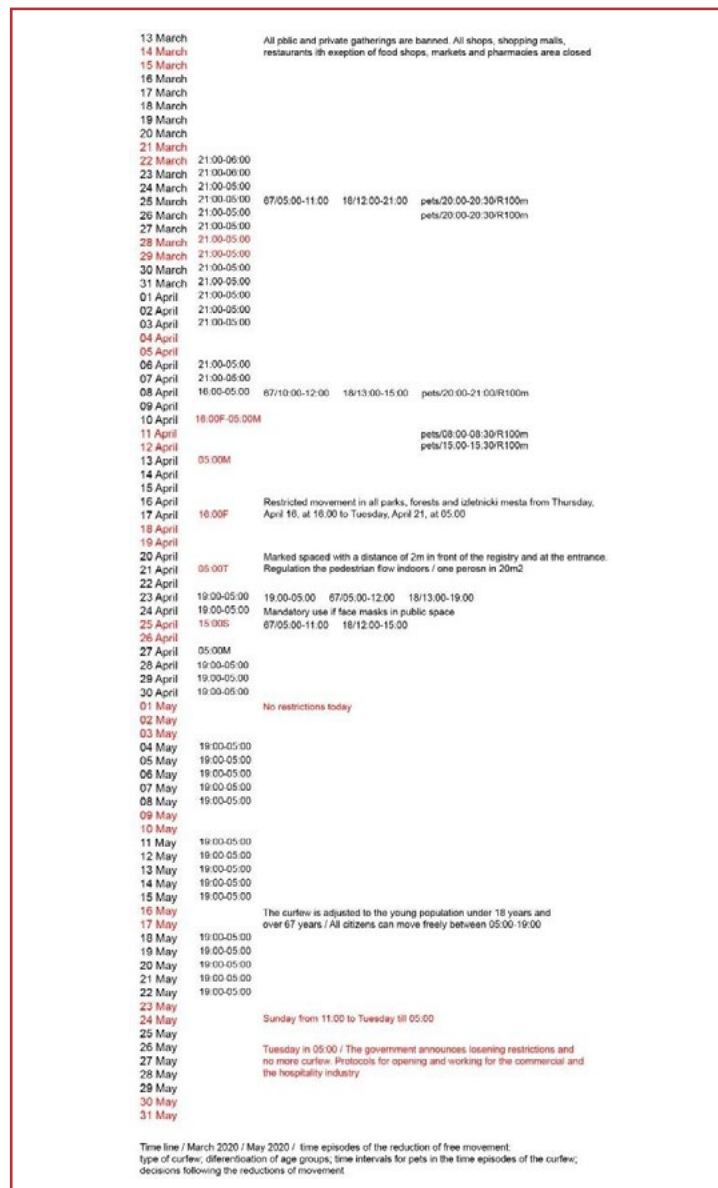 13 March All pblic and private gatherings are banned. All shops, shopping malls,
14 March restaurants ith exeption of food shops, markets and pharmacies area closed
15 March
16 March
17 March
18 March
19 March
20 March
21 March
22 March 21:00-06:00
23 March 21:00-06:00
24 March 21:00-05:00
25 March 21:00-05:00 67/05:00-11:00 18/12:00-21:00 pets/20:00-20:30/R100m
26 March 21:00-05:00 pets/20:00-20:30/R100m
27 March 21:00-05:00
28 March 21:00-05:00
29 March 21:00-05:00
30 March 21:00-05:00
31 March 21:00-05:00
01 April 21:00-05:00
02 April 21:00-05:00
03 April 21:00-05:00
04 April
05 April
06 April 21:00-05:00
07 April 21:00-05:00
08 April 16:00-05:00 67/10:00-12:00 18/13:00-15:00 pets/20:00-21:00/R100m
09 April
10 April 16:00F-05:00M
11 April pets/08:00-08:30/R100m
12 April pets/15:00-15:30/R100m
13 April 05:00M
14 April
15 April
16 April Restricted movement in all parks, forests and izletnicki mesta from Thursday,
17 April 16:00F April 16, at 16.00 to Tuesday, April 21, at 05.00
18 April
19 April
20 April Marked spaced with a distance of 2m in front of the registry and at the entrance.
21 April 05:00T Regulation the pedestrian flow indoors / one perosn in 20m2
22 April
23 April 19:00-05:00 19:00-05:00 67/05:00-12:00 18/13:00-19:00
24 April 19:00-05:00 Mandatory use if face masks in public space
25 April 15:00S 67/05:00-11:00 18/12:00-15:00
26 April
27 April 05:00M
28 April 19:00-05:00
29 April 19:00-05:00
30 April 19:00-05:00
01 May No restrictions today
02 May
03 May
04 May 19:00-05:00
05 May 19:00-05:00
06 May 19:00-05:00
07 May 19:00-05:00
08 May 19:00-05:00
09 May
10 May
11 May 19:00-05:00
12 May 19:00-05:00
13 May 19:00-05:00
14 May 19:00-05:00
15 May 19:00-05:00
16 May The curfew is adjusted to the young population under 18 years and
17 May over 67 years / All citizens can move freely between 05:00-19:00
18 May 19:00-05:00
19 May 19:00-05:00
20 May 19:00-05:00
21 May 19:00-05:00
22 May 19:00-05:00
23 May
24 May Sunday from 11:00 to Tuesday till 05:00
25 May
26 May Tuesday in 05:00 / The government announces losening restrictions and
27 May no more curfew. Protocols for opening and working for the commercial and
28 May the hospitality industry
29 May
30 May
31 May
Time line / March 2020 / May 2020 / time episodes of the reduction of free movement;
type of curfew; diferentioation of age groups; time intervals for pets in the time episodes of the curfew;
decisions following the reductions of movement